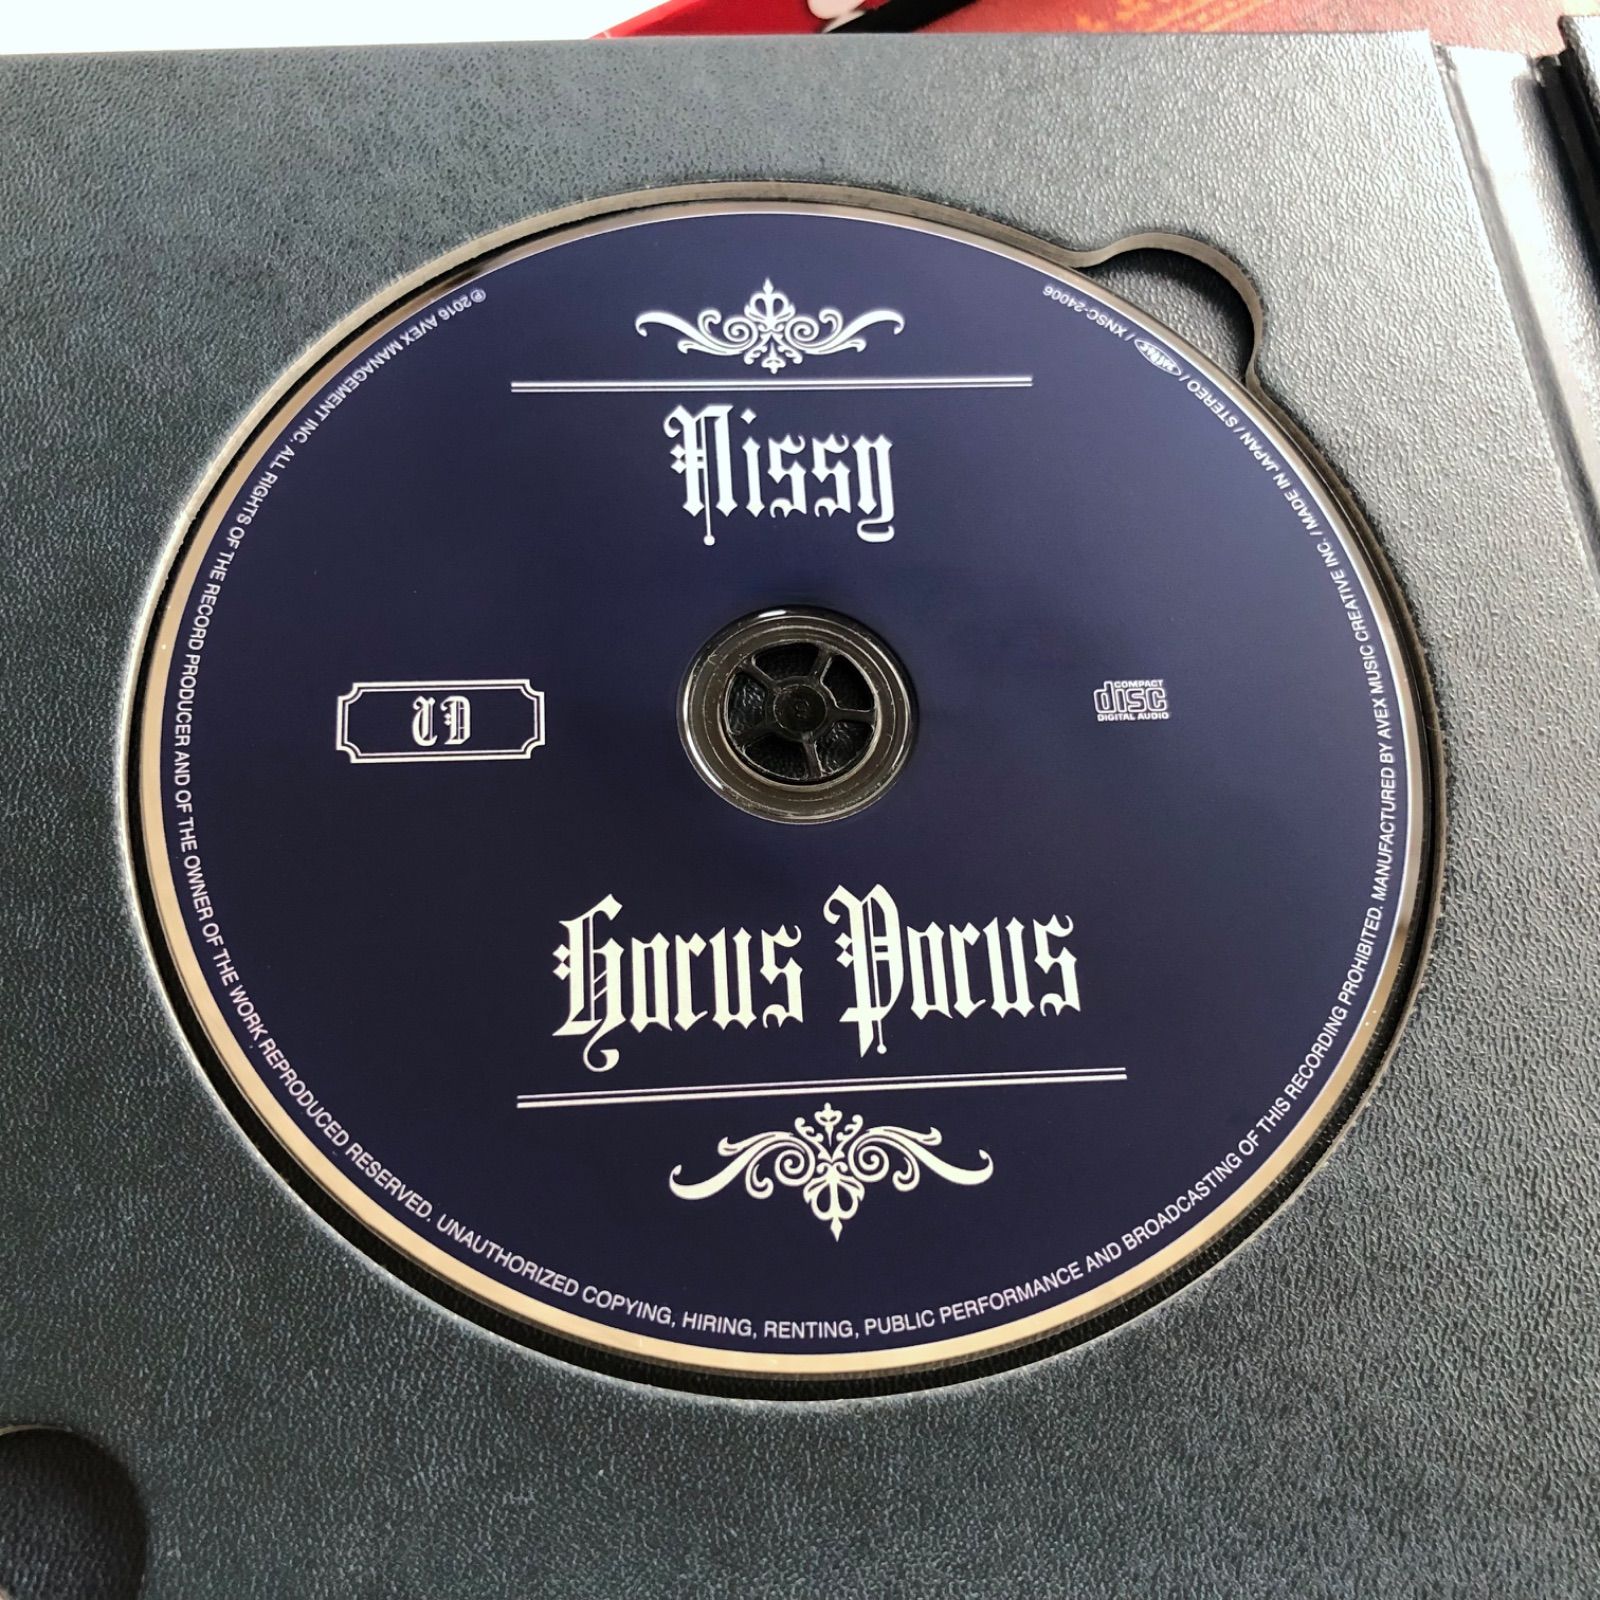 Nissy
CD
COMPACT
disc
DIGITAL AUDIO
Hocus Pocus
℗2016 AVEX MANAGEMENT INC. ALL RIGHTS OF THE RECORD PRODUCER AND OF THE OWNER OF THE WORK REPRODUCED RESERVED. UNAUTHORIZED COPYING, HIRING, RENTING, PUBLIC PERFORMANCE AND BROADCASTING OF THIS RECORDING PROHIBITED. MANUFACTURED BY AVEX MUSIC CREATIVE INC. / MADE IN JAPAN / STEREO / / XNSC-24006